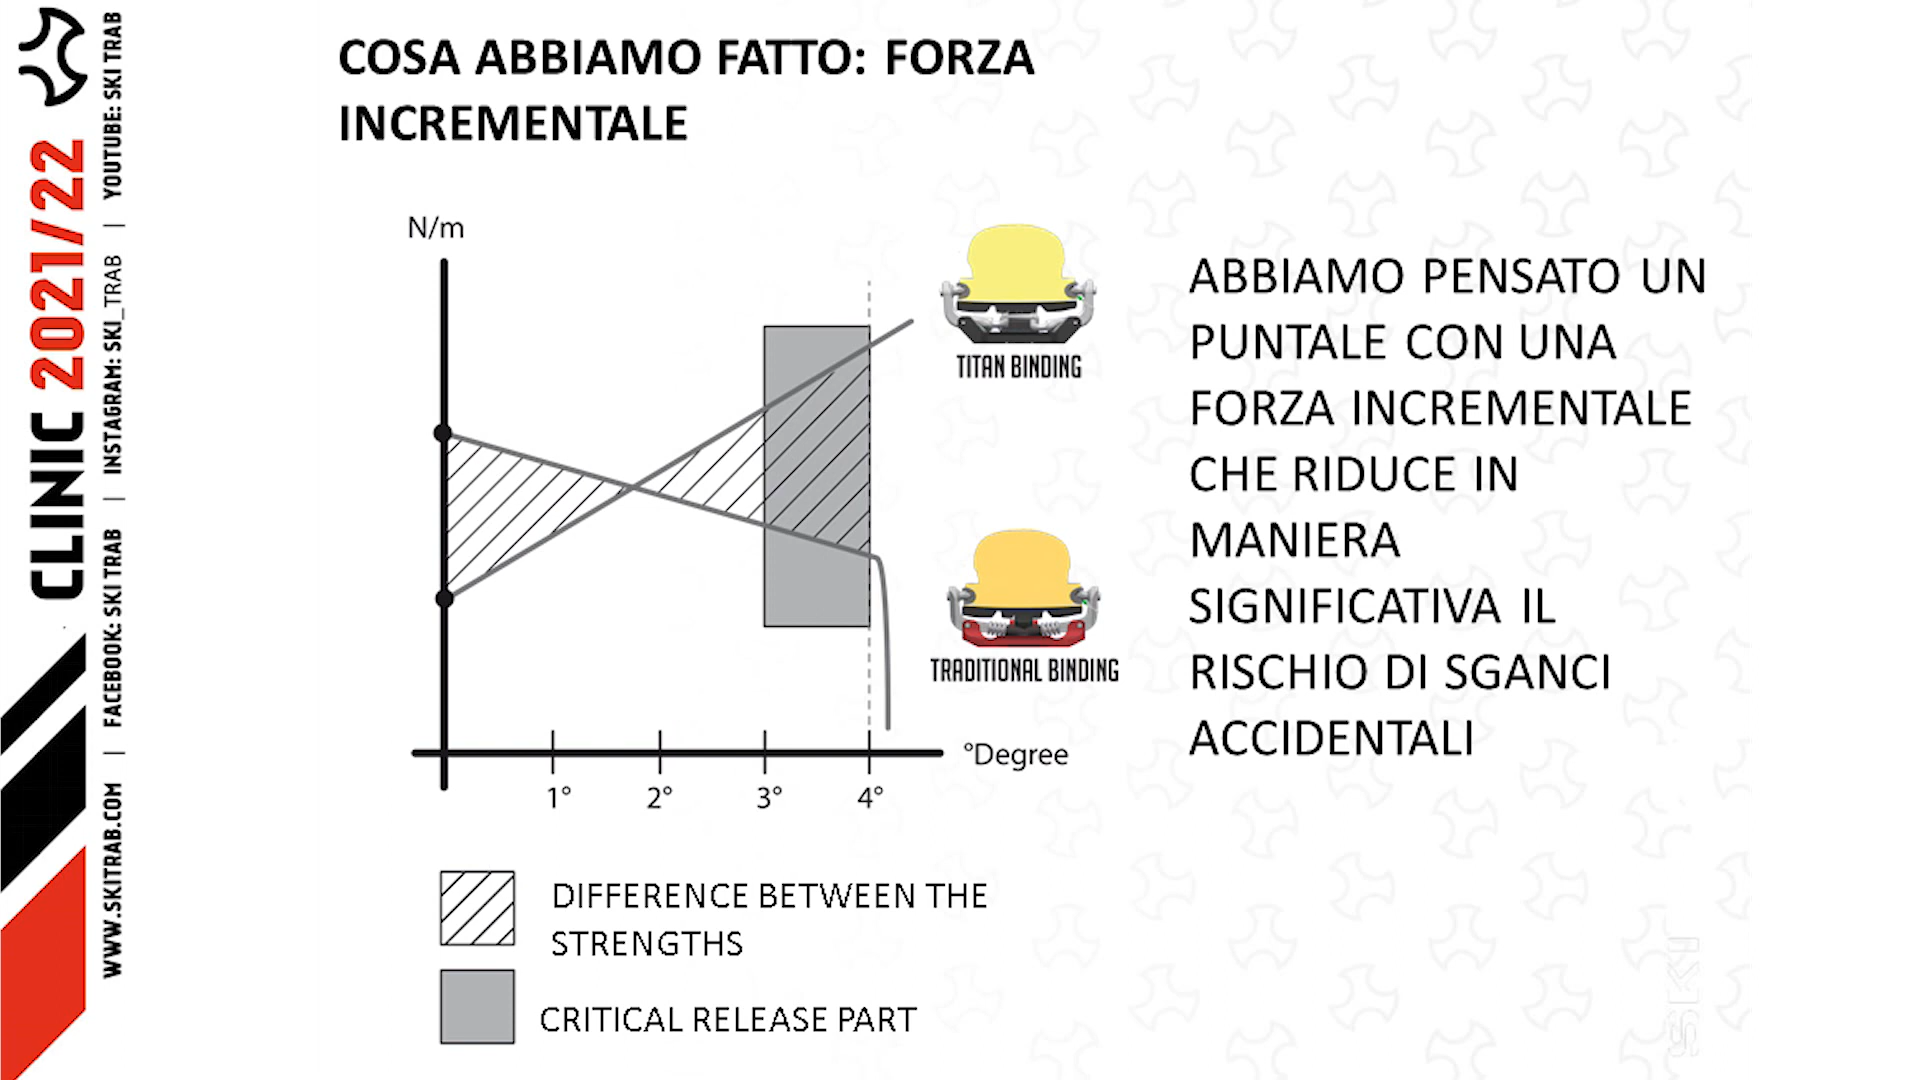 COSA ABBIAMO FATTO: FORZA
INCREMENTALE
N/m
TITAN BINDING
TRADITIONAL BINDING
°Degree
1° 2° 3° 4°
DIFFERENCE BETWEEN THE
STRENGTHS
CRITICAL RELEASE PART
ABBIAMO PENSATO UN
PUNTALE CON UNA
FORZA INCREMENTALE
CHE RIDUCE IN
MANIERA
SIGNIFICATIVA IL
RISCHIO DI SGANCI
ACCIDENTALI
CLINIC 2021/22
WWW.SKITRAB.COM | FACEBOOK: SKI TRAB | INSTAGRAM: SKI_TRAB | YOUTUBE: SKI TRAB
SKI